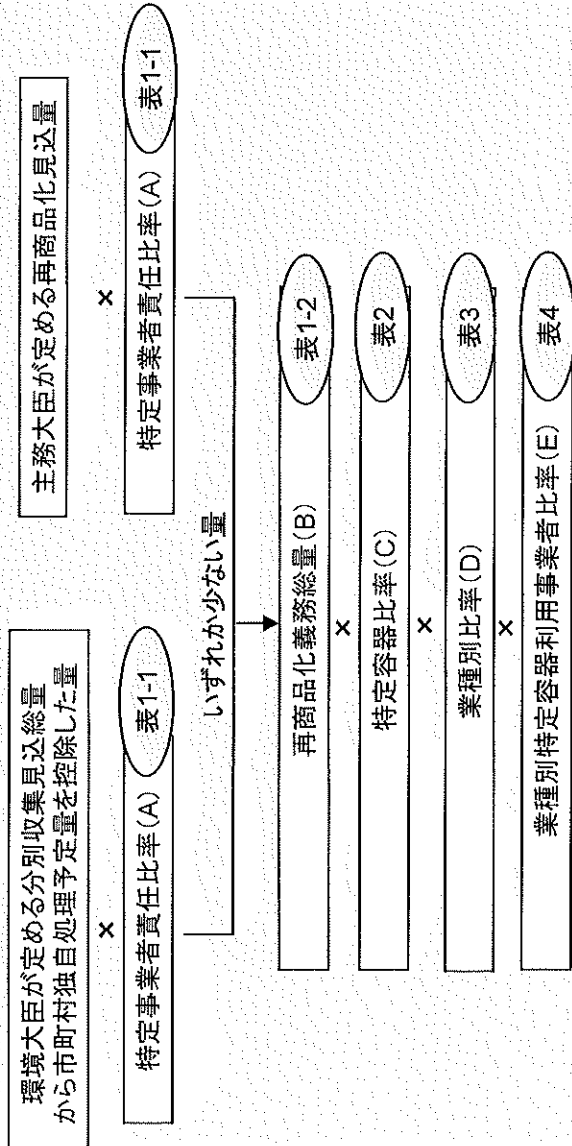 環境大臣が定める分別収集見込総量
から市町村独自処理予定量を控除した量
×
特定事業者責任比率(A)
表1-1
主務大臣が定める再商品化見込量
×
特定事業者責任比率(A)
表1-1
いずれか少ない量
再商品化義務総量(B)
表1-2
×
特定容器比率(C)
表2
×
業種別比率(D)
表3
×
業種別特定容器利用事業者比率(E)
表4